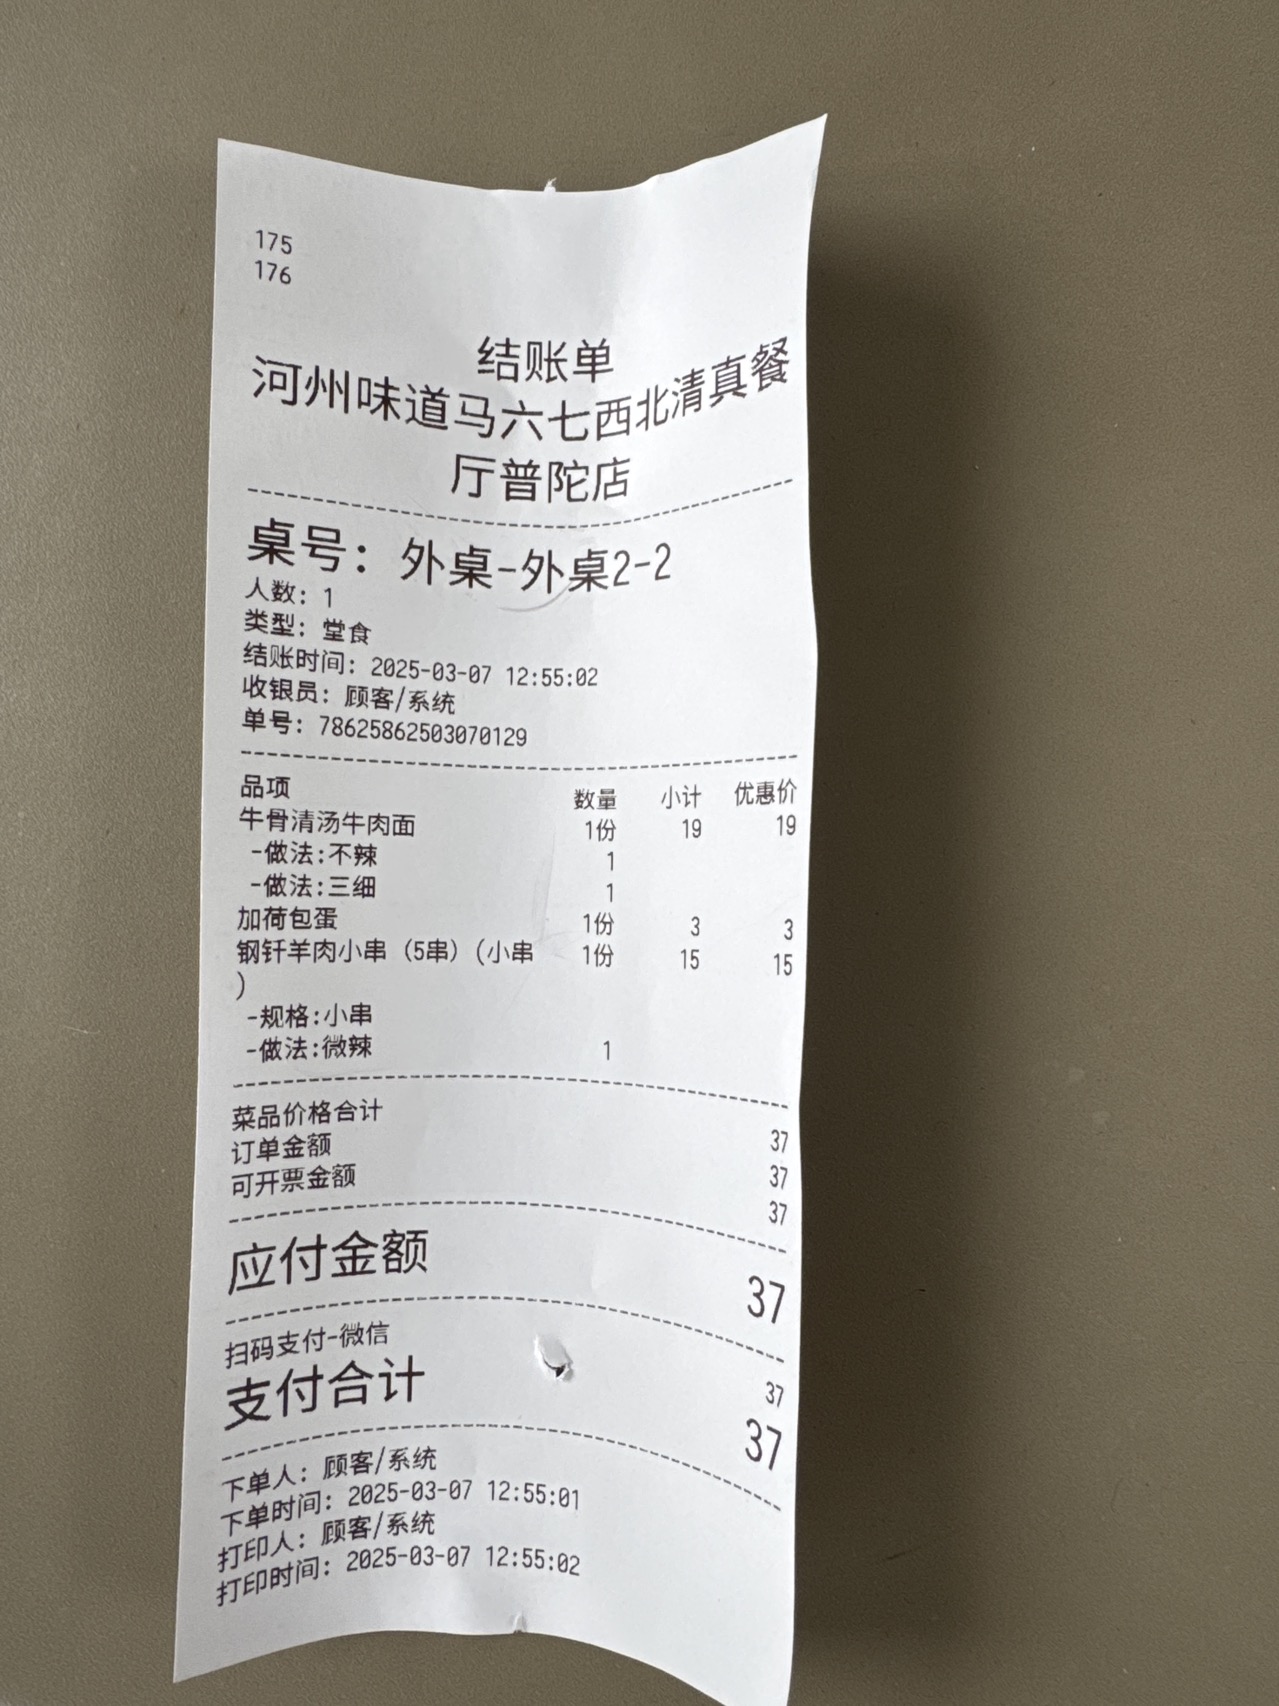 175
176
结账单
河州味道马六七西北清真餐
厅普陀店
桌号：外桌-外桌2-2
人数：1
类型：堂食
结账时间：2025-03-07 12:55:02
收银员：顾客/系统
单号：78625862503070129
品项 数量 小计 优惠价
牛骨清汤牛肉面 1份 19 19
-做法:不辣 1
-做法:三细 1
加荷包蛋 1份 3 3
钢钎羊肉小串（5串）(小串 1份 15 15
)
-规格:小串
-做法:微辣 1
菜品价格合计 37
订单金额 37
可开票金额 37
应付金额 37
扫码支付-微信 37
支付合计 37
下单人：顾客/系统
下单时间：2025-03-07 12:55:01
打印人：顾客/系统
打印时间：2025-03-07 12:55:02